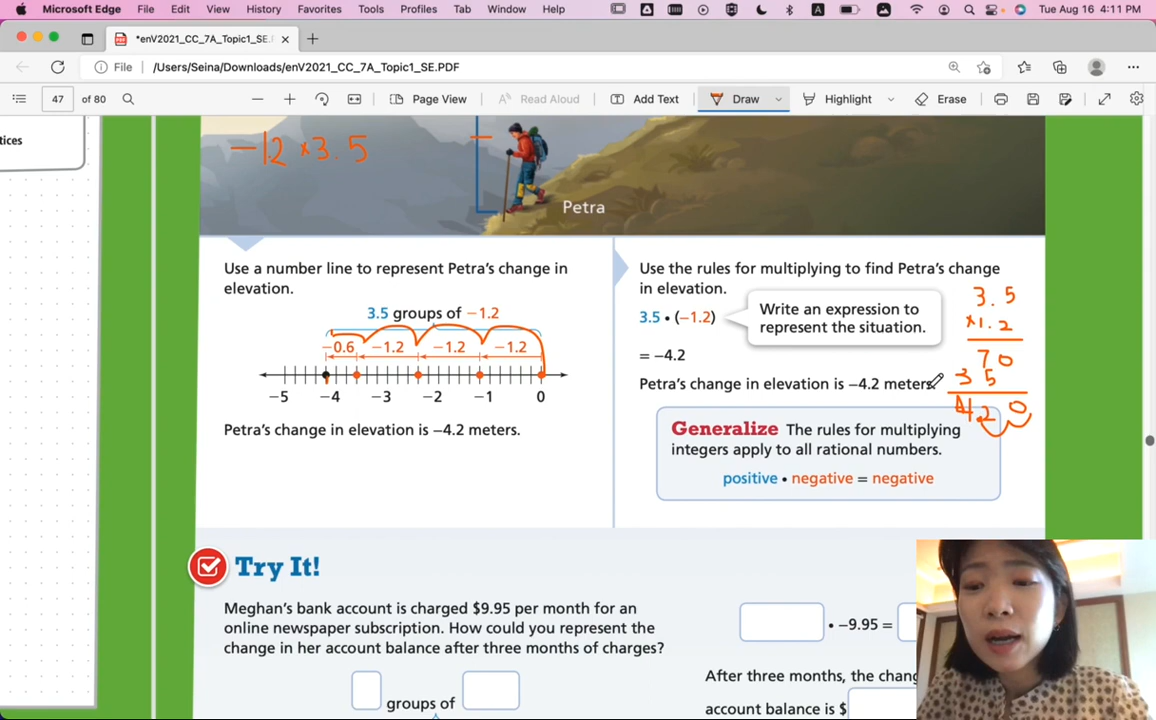 Microsoft Edge File Edit View History Favorites Tools Profiles Tab Window Help A Tue Aug 16 4:11 PM
*enV2021_CC_7A_Topic1_SE.F
File /Users/Seina/Downloads/enV2021_CC_7A_Topic1_SE.PDF
47 of 80 Page View Read Aloud Add Text Draw Highlight Erase
tices
-1.2 × 3.5
Petra
Use a number line to represent Petra's change in
elevation.
3.5 groups of −1.2
−0.6 −1.2 −1.2 −1.2
−5 −4 −3 −2 −1 0
Petra's change in elevation is −4.2 meters.
Use the rules for multiplying to find Petra's change
in elevation.
3.5 • (−1.2)
Write an expression to
represent the situation.
= −4.2
Petra's change in elevation is −4.2 meters
3.5
×1.2
70
35
4.20
Generalize The rules for multiplying
integers apply to all rational numbers.
positive • negative = negative
Try It!
Meghan's bank account is charged $9.95 per month for an
online newspaper subscription. How could you represent the
change in her account balance after three months of charges?
groups of
• −9.95 =
After three months, the chang
account balance is $